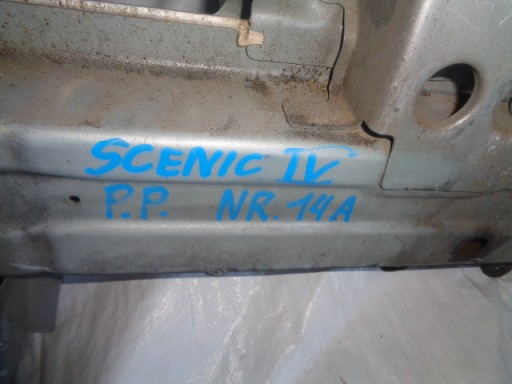 SCENIC IV
P.P. NR. 14A